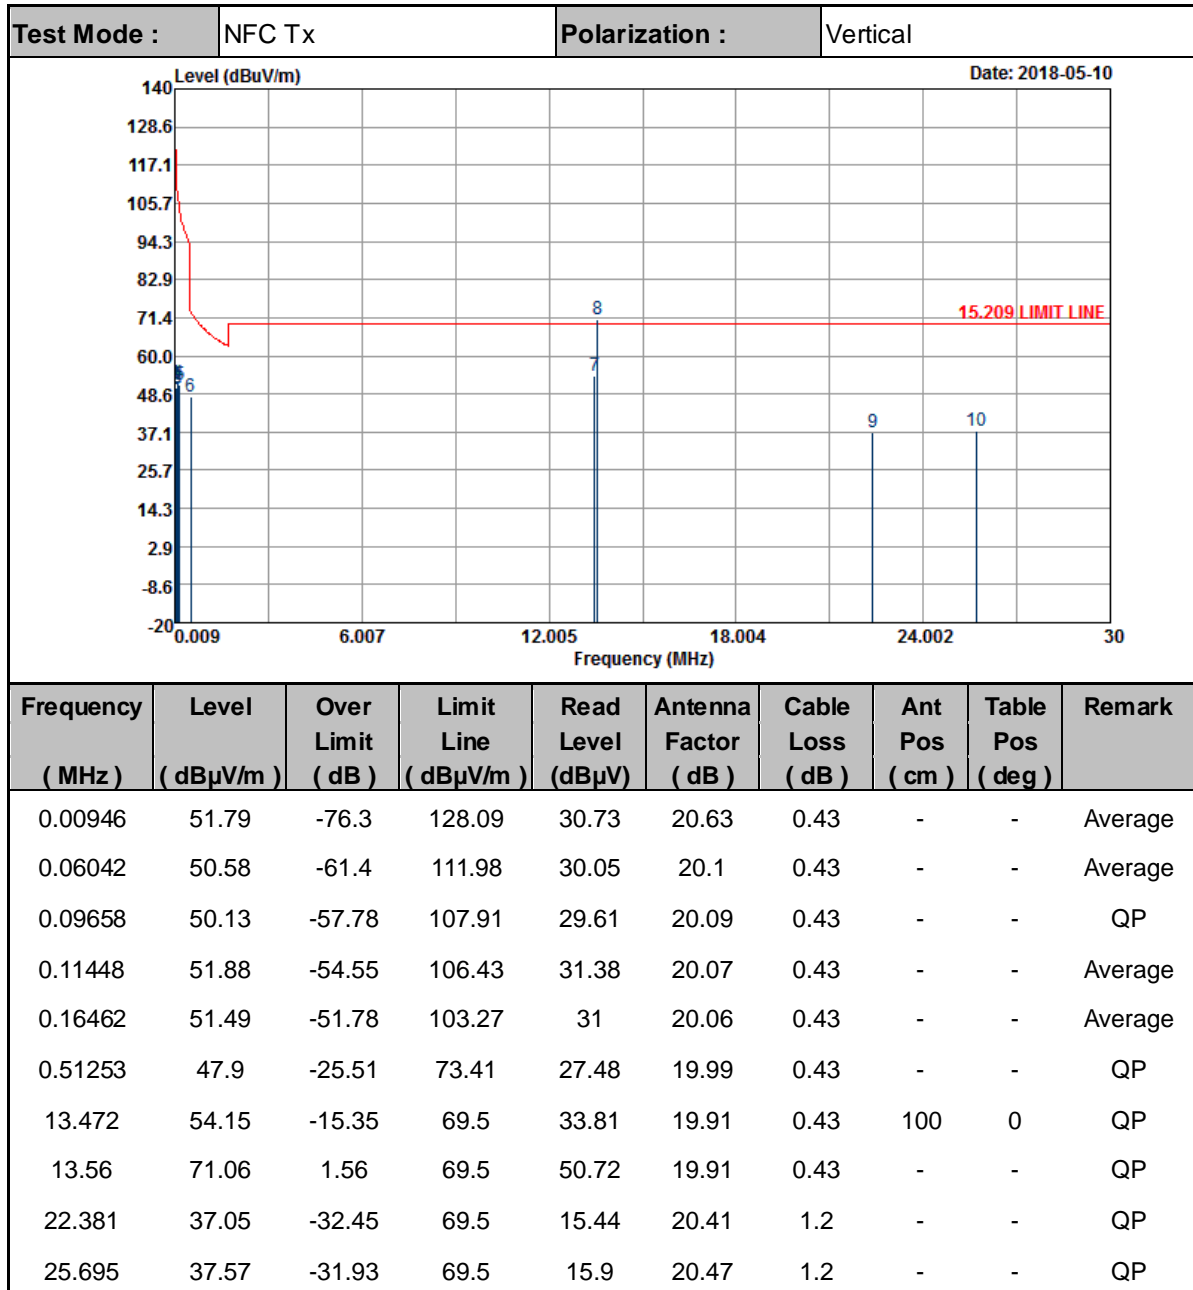 Test Mode : NFC Tx Polarization : Vertical
Level (dBuV/m) Date: 2018-05-10
140
128.6
117.1
105.7
94.3
82.9
71.4
60.0
48.6
37.1
25.7
14.3
2.9
-8.6
-20
15.209 LIMIT LINE
8
7
6
9
10
0.009 6.007 12.005 18.004 24.002 30
Frequency (MHz)
Frequency Level Over Limit Read Antenna Cable Ant Table Remark
Limit Line Level Factor Loss Pos Pos
( MHz ) ( dBµV/m ) ( dB ) ( dBµV/m ) (dBµV) ( dB ) ( dB ) ( cm ) ( deg )
0.00946 51.79 -76.3 128.09 30.73 20.63 0.43 - - Average
0.06042 50.58 -61.4 111.98 30.05 20.1 0.43 - - Average
0.09658 50.13 -57.78 107.91 29.61 20.09 0.43 - - QP
0.11448 51.88 -54.55 106.43 31.38 20.07 0.43 - - Average
0.16462 51.49 -51.78 103.27 31 20.06 0.43 - - Average
0.51253 47.9 -25.51 73.41 27.48 19.99 0.43 - - QP
13.472 54.15 -15.35 69.5 33.81 19.91 0.43 100 0 QP
13.56 71.06 1.56 69.5 50.72 19.91 0.43 - - QP
22.381 37.05 -32.45 69.5 15.44 20.41 1.2 - - QP
25.695 37.57 -31.93 69.5 15.9 20.47 1.2 - - QP